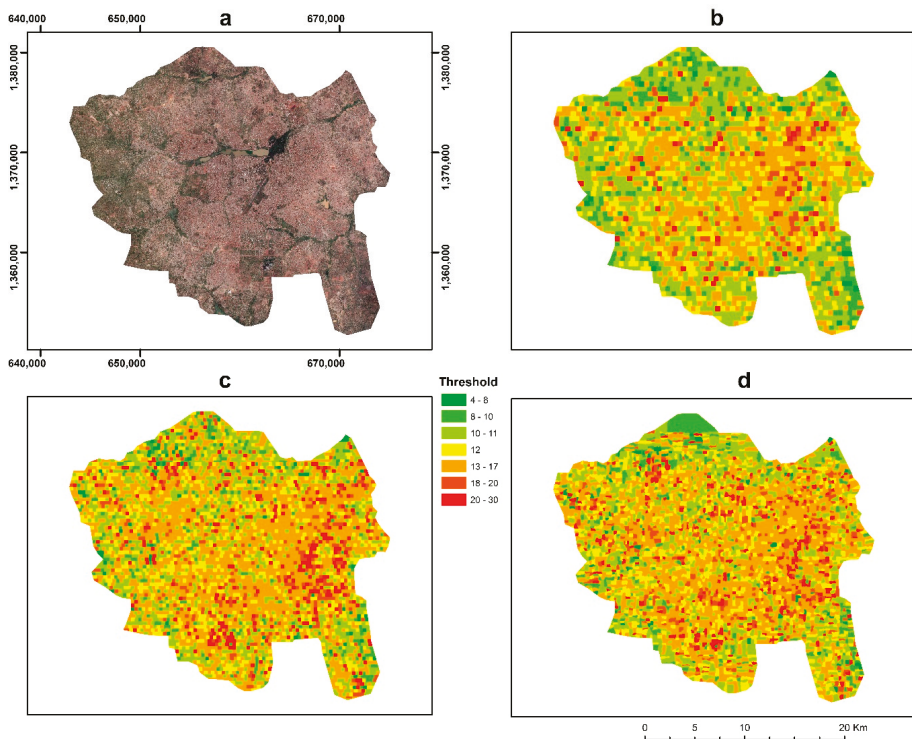 a
b
640,000 650,000 670,000
1,380,000 1,380,000
1,370,000 1,370,000
1,360,000 1,360,000
640,000 650,000 670,000
c
d
Threshold
4 - 8
8 - 10
10 - 11
12
13 - 17
18 - 20
20 - 30
0 5 10 20 Km